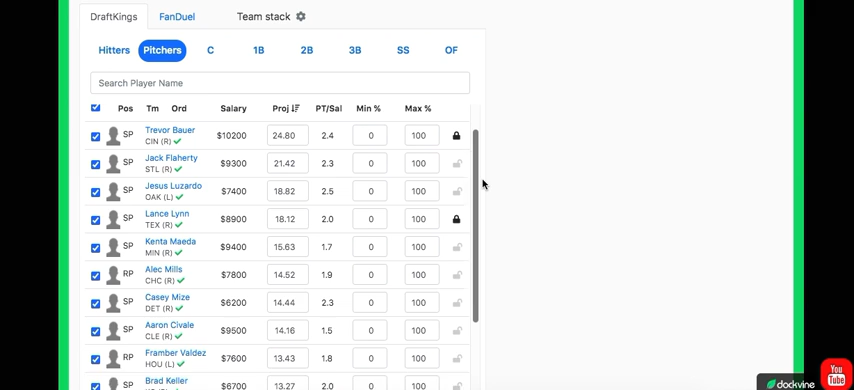 DraftKings FanDuel Team stack
Hitters Pitchers C 1B 2B 3B SS OF
Search Player Name
Pos Tm Ord Salary Proj PT/Sal Min % Max %
SP Trevor Bauer $10200 24.80 2.4 0 100
CIN (R)
SP Jack Flaherty $9300 21.42 2.3 0 100
STL (R)
SP Jesus Luzardo $7400 18.82 2.5 0 100
OAK (L)
SP Lance Lynn $8900 18.12 2.0 0 100
TEX (R)
SP Kenta Maeda $9400 15.63 1.7 0 100
MIN (R)
RP Alec Mills $7800 14.52 1.9 0 100
CHC (R)
SP Casey Mize $6200 14.44 2.3 0 100
DET (R)
SP Aaron Civale $9500 14.16 1.5 0 100
CLE (R)
RP Framber Valdez $7600 13.43 1.8 0 100
HOU (L)
SP Brad Keller $6700 13.27 2.0 0 100
dockvine
You Tube